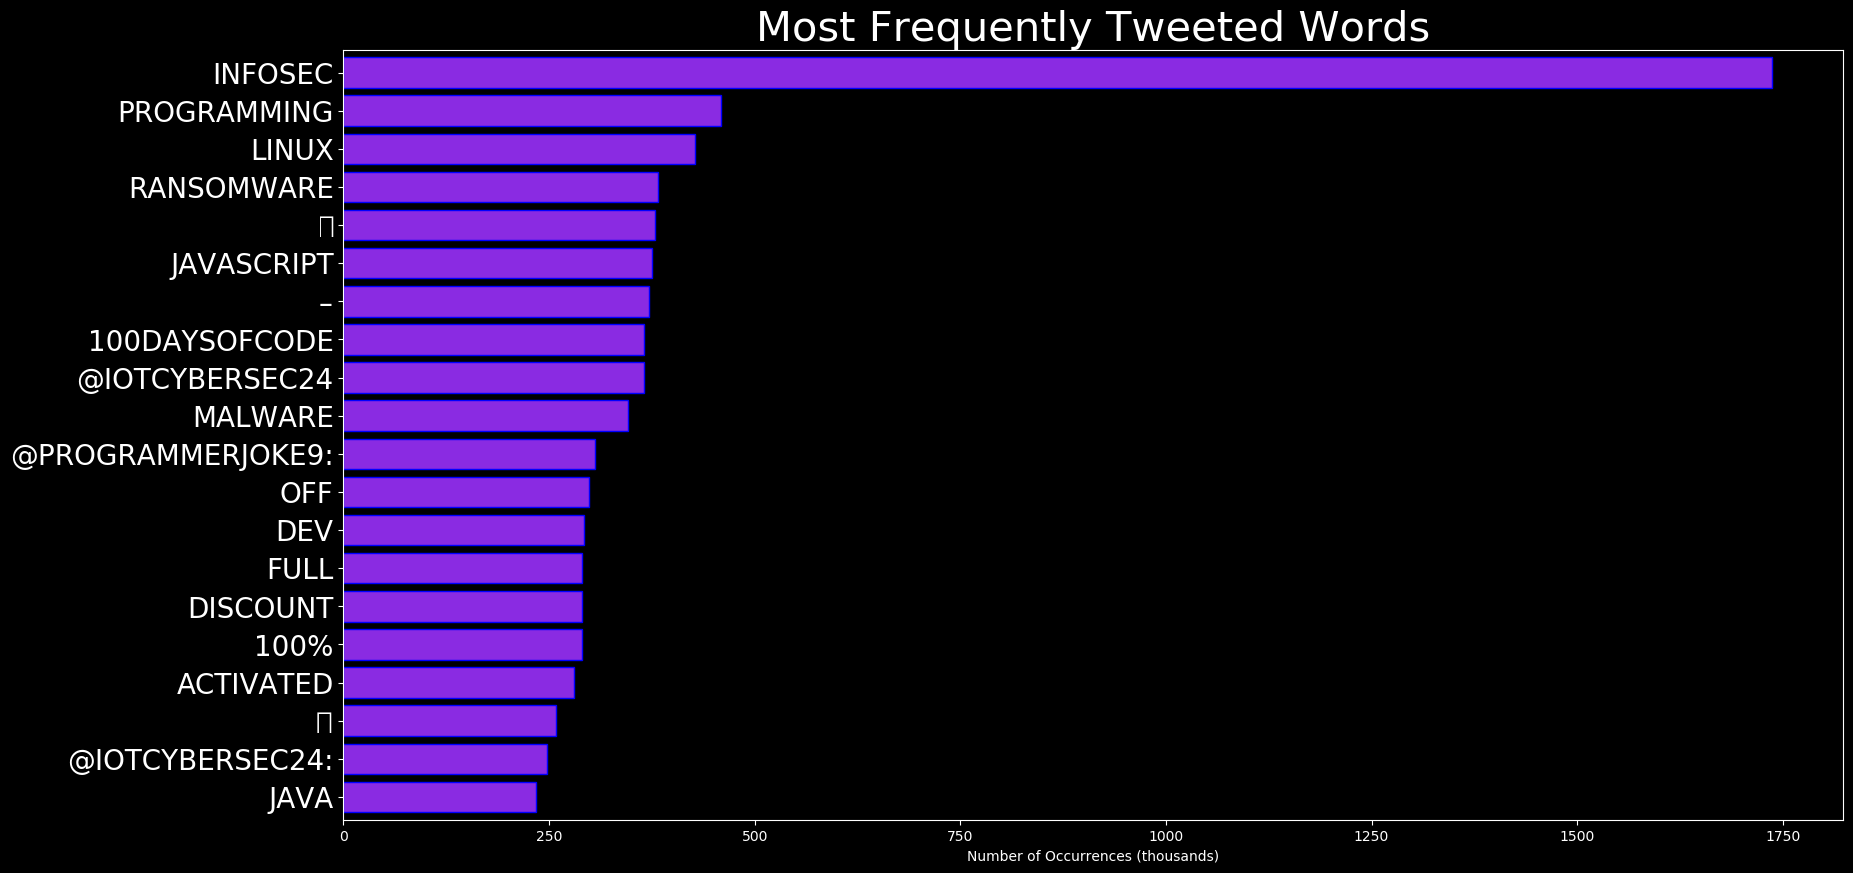 Most Frequently Tweeted Words
INFOSEC
PROGRAMMING
LINUX
RANSOMWARE
JAVASCRIPT
–
100DAYSOFCODE
@IOTCYBERSEC24
MALWARE
@PROGRAMMERJOKE9:
OFF
DEV
FULL
DISCOUNT
100%
ACTIVATED
@IOTCYBERSEC24:
JAVA
0 250 500 750 1000 1250 1500 1750
Number of Occurrences (thousands)